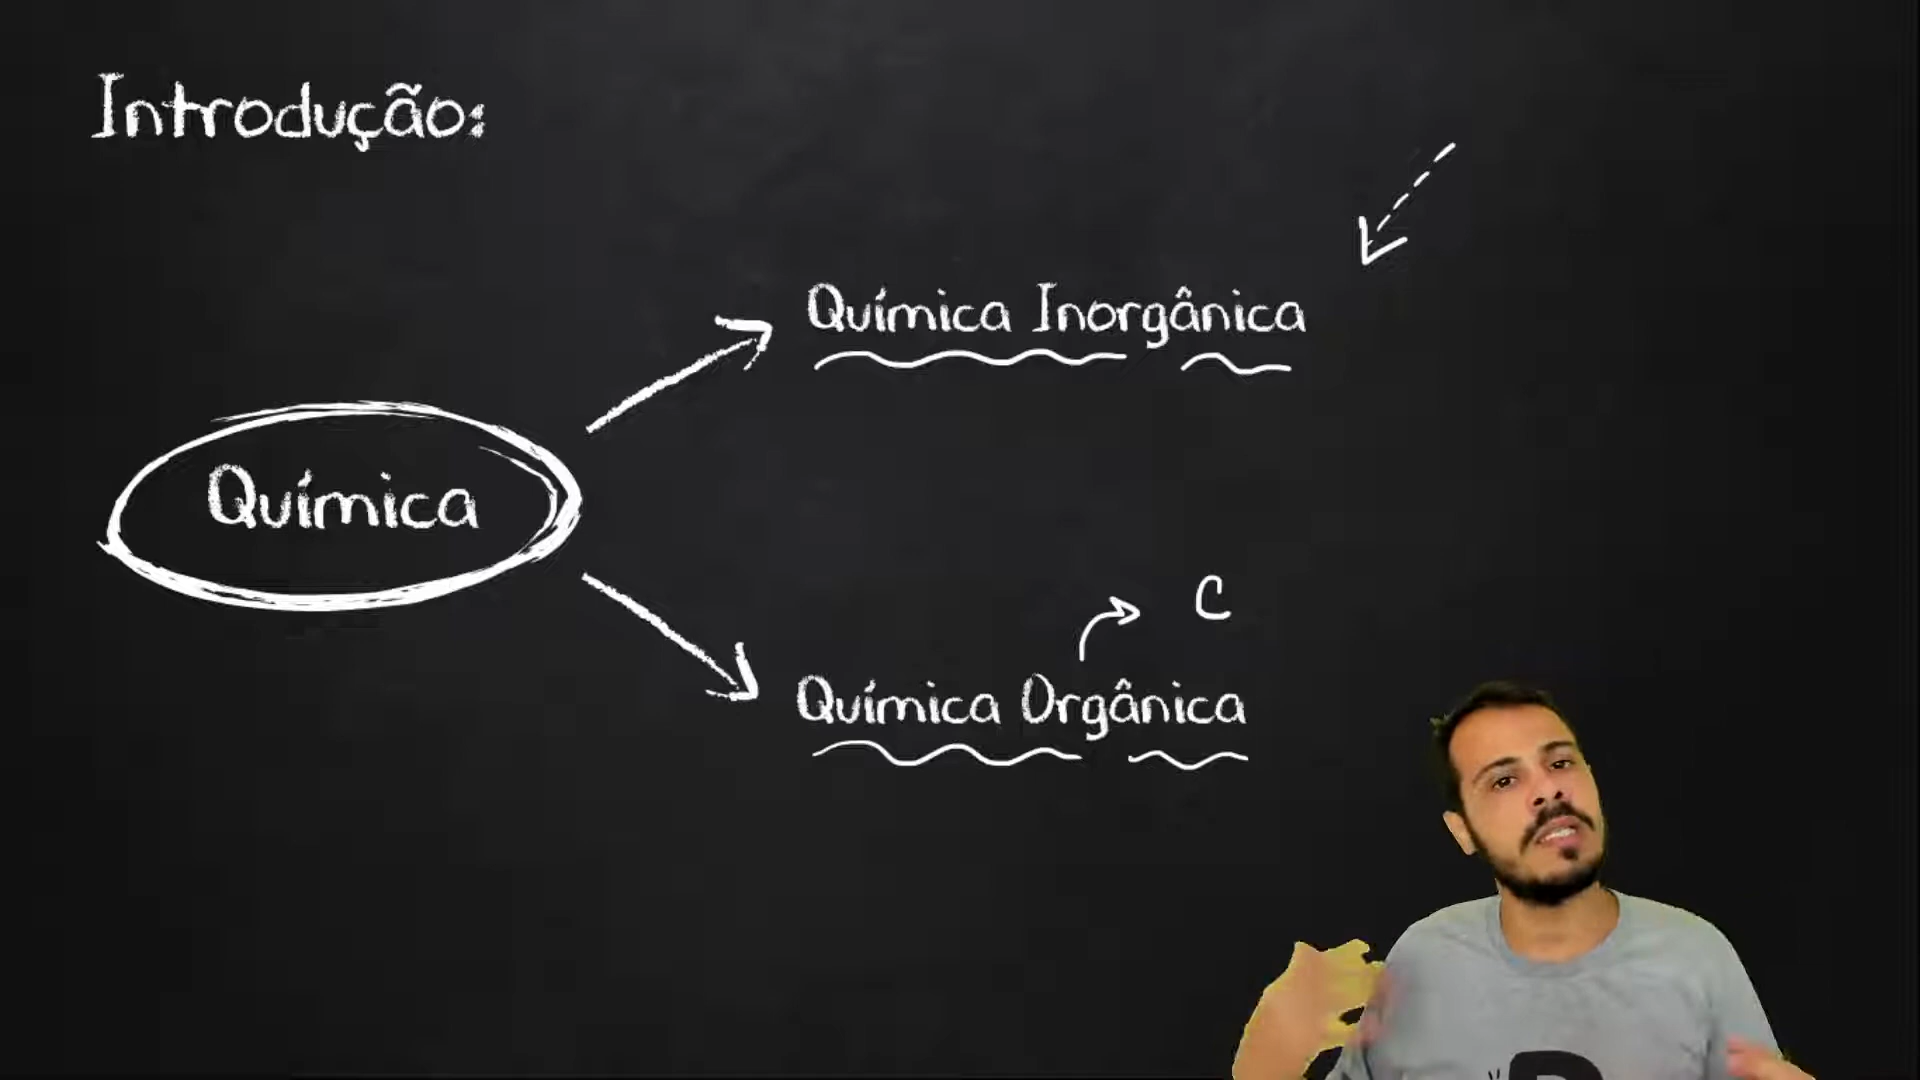 Introdução:
Química Inorgânica
Química
C
Química Orgânica